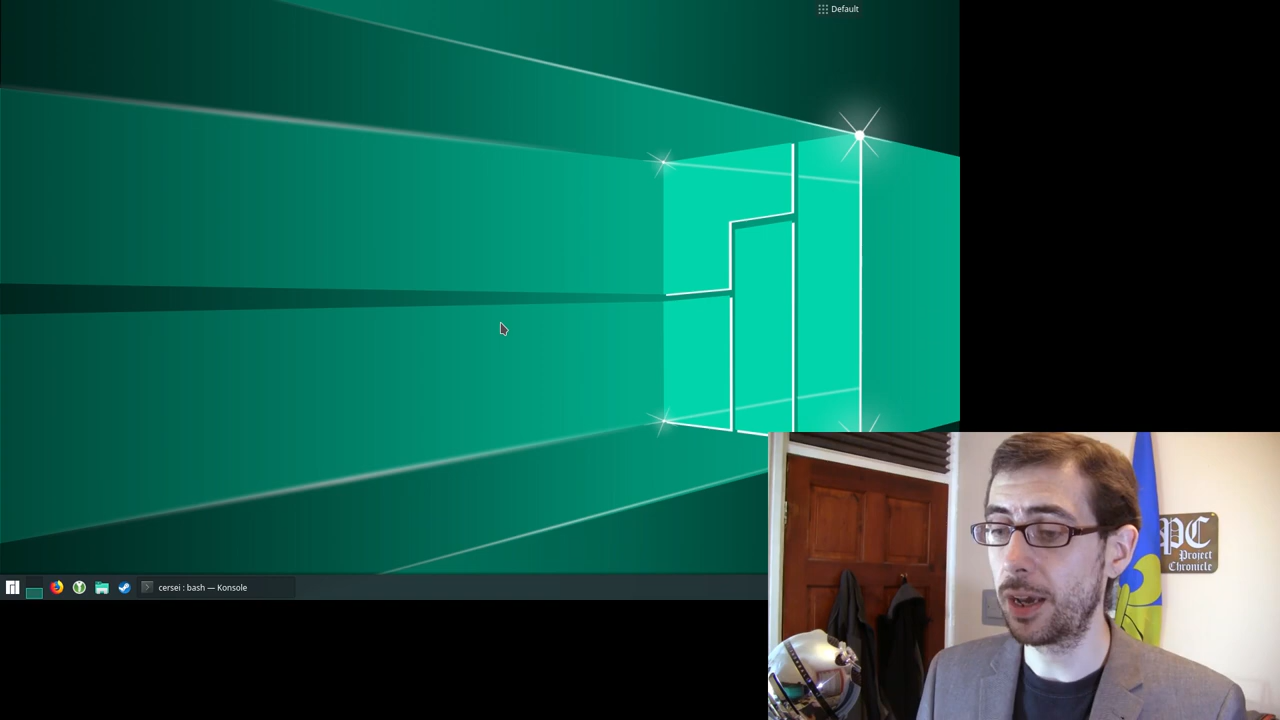 Default
cersei : bash — Konsole
PC
Project
Chronicle